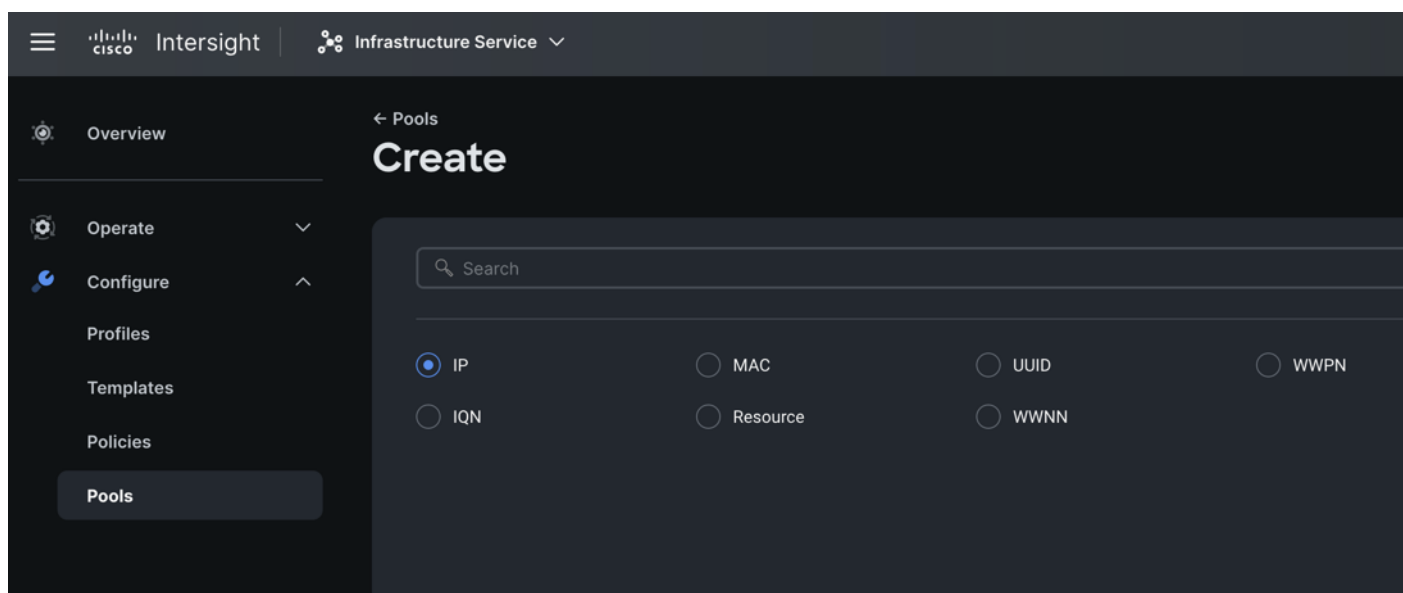 cisco Intersight Infrastructure Service
Overview
Operate
Configure
Profiles
Templates
Policies
Pools
← Pools
Create
Search
IP MAC UUID WWPN
IQN Resource WWNN